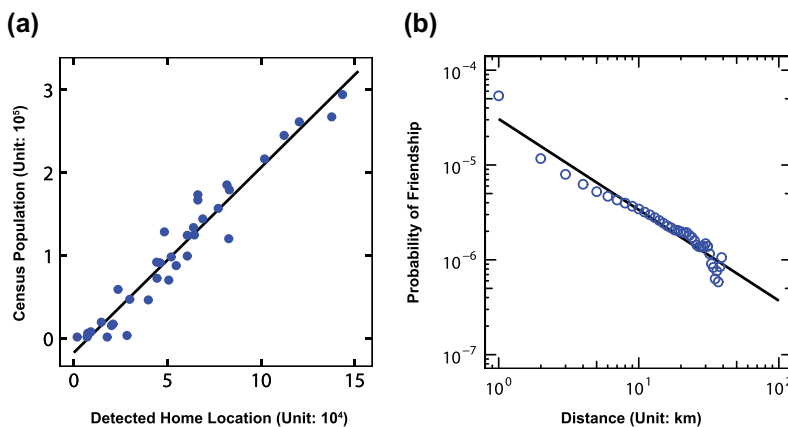 (a)
(b)
Census Population (Unit: 10⁵)
3
2
1
0
0
5
10
15
Detected Home Location (Unit: 10⁴)
Probability of Friendship
10⁻⁴
10⁻⁵
10⁻⁶
10⁻⁷
10⁰
10¹
10²
Distance (Unit: km)